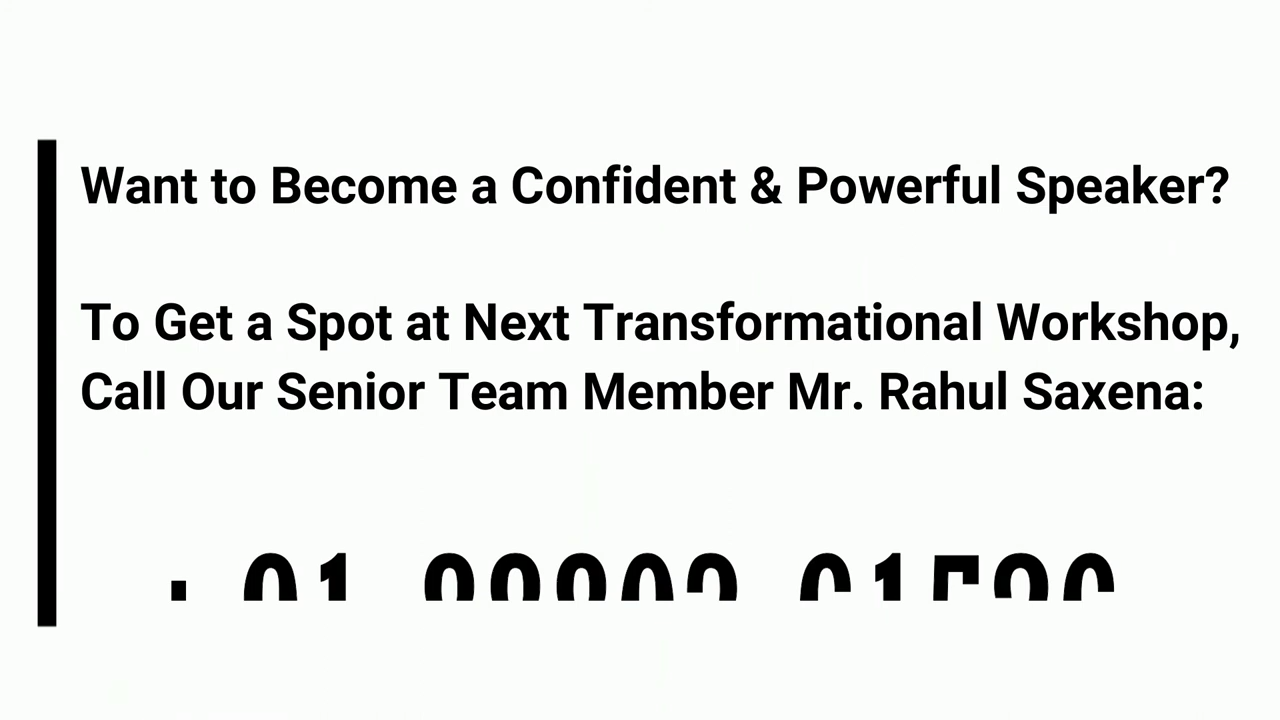 Want to Become a Confident & Powerful Speaker?
To Get a Spot at Next Transformational Workshop,
Call Our Senior Team Member Mr. Rahul Saxena: